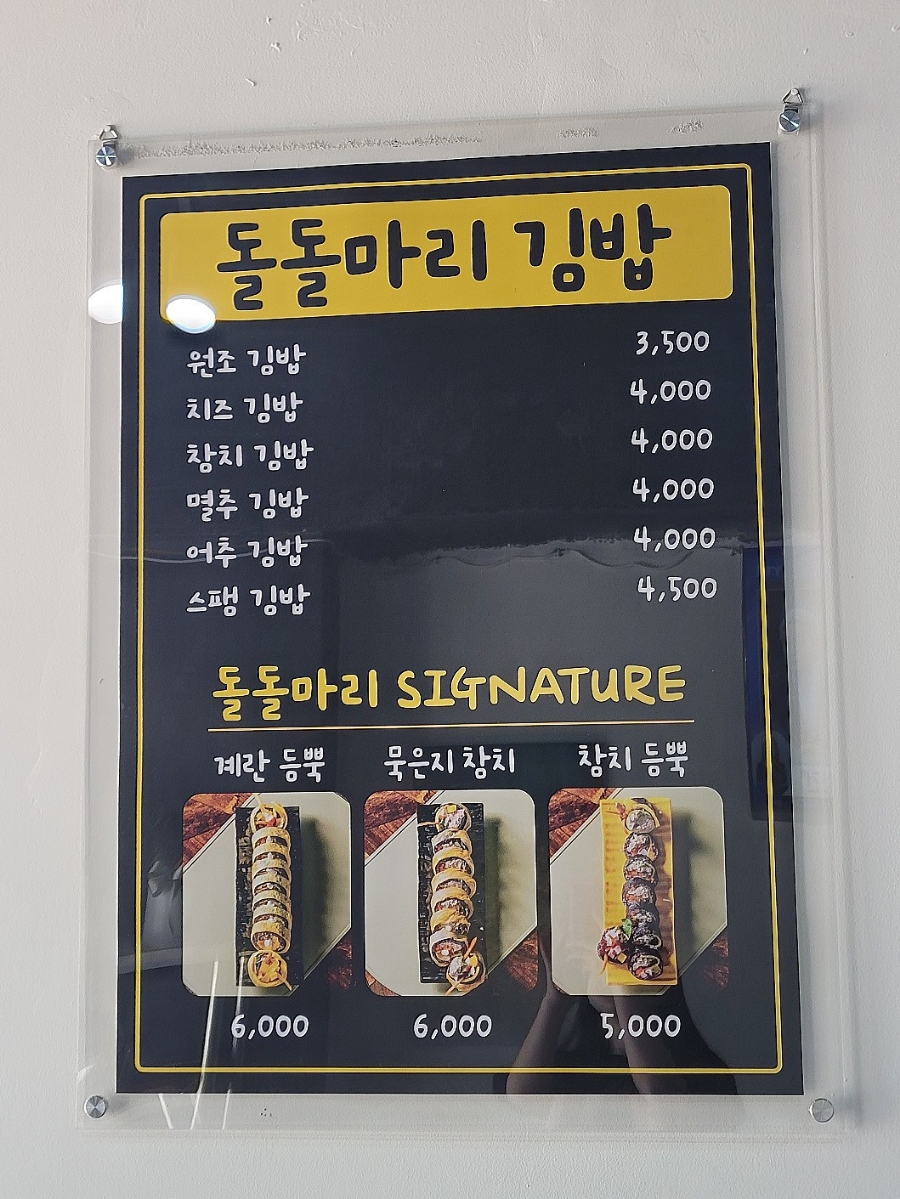 돌돌마리 김밥
원조 김밥 3,500
치즈 김밥 4,000
참치 김밥 4,000
멸추 김밥 4,000
어추 김밥 4,000
스팸 김밥 4,500
돌돌마리 SIGNATURE
계란 듬뿍 묵은지 참치 참치 듬뿍
6,000 6,000 5,000